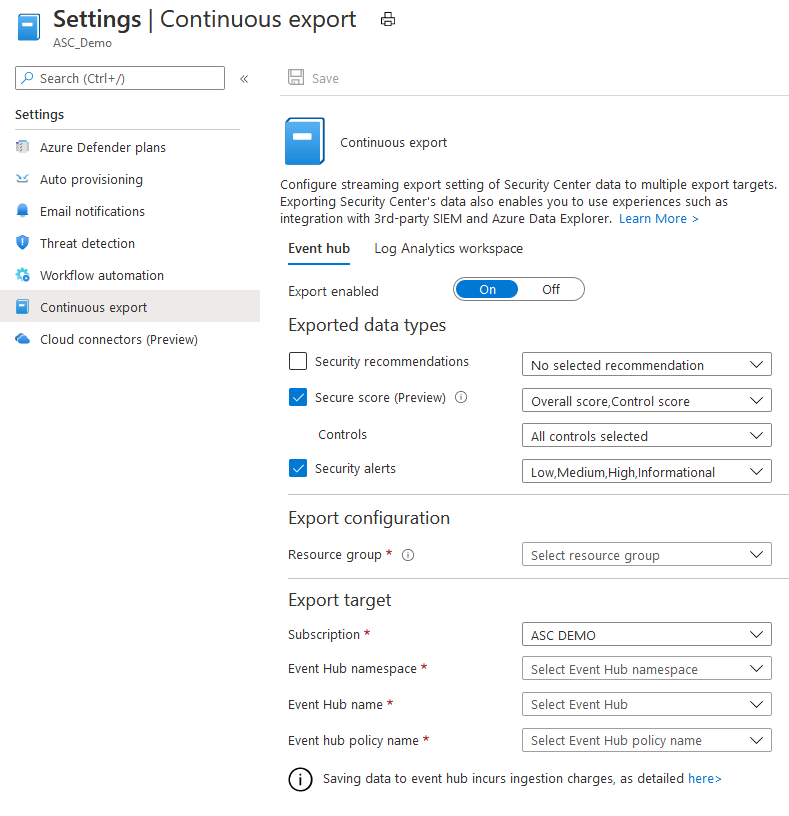 Settings | Continuous export
ASC_Demo
Search (Ctrl+/)
«
Save
Settings
Azure Defender plans
Auto provisioning
Email notifications
Threat detection
Workflow automation
Continuous export
Cloud connectors (Preview)
Continuous export
Configure streaming export setting of Security Center data to multiple export targets.
Exporting Security Center's data also enables you to use experiences such as
integration with 3rd-party SIEM and Azure Data Explorer. Learn More >
Event hub Log Analytics workspace
Export enabled On Off
Exported data types
Security recommendations No selected recommendation
Secure score (Preview) Overall score,Control score
Controls All controls selected
Security alerts Low,Medium,High,Informational
Export configuration
Resource group * Select resource group
Export target
Subscription * ASC DEMO
Event Hub namespace * Select Event Hub namespace
Event Hub name * Select Event Hub
Event hub policy name * Select Event Hub policy name
Saving data to event hub incurs ingestion charges, as detailed here>